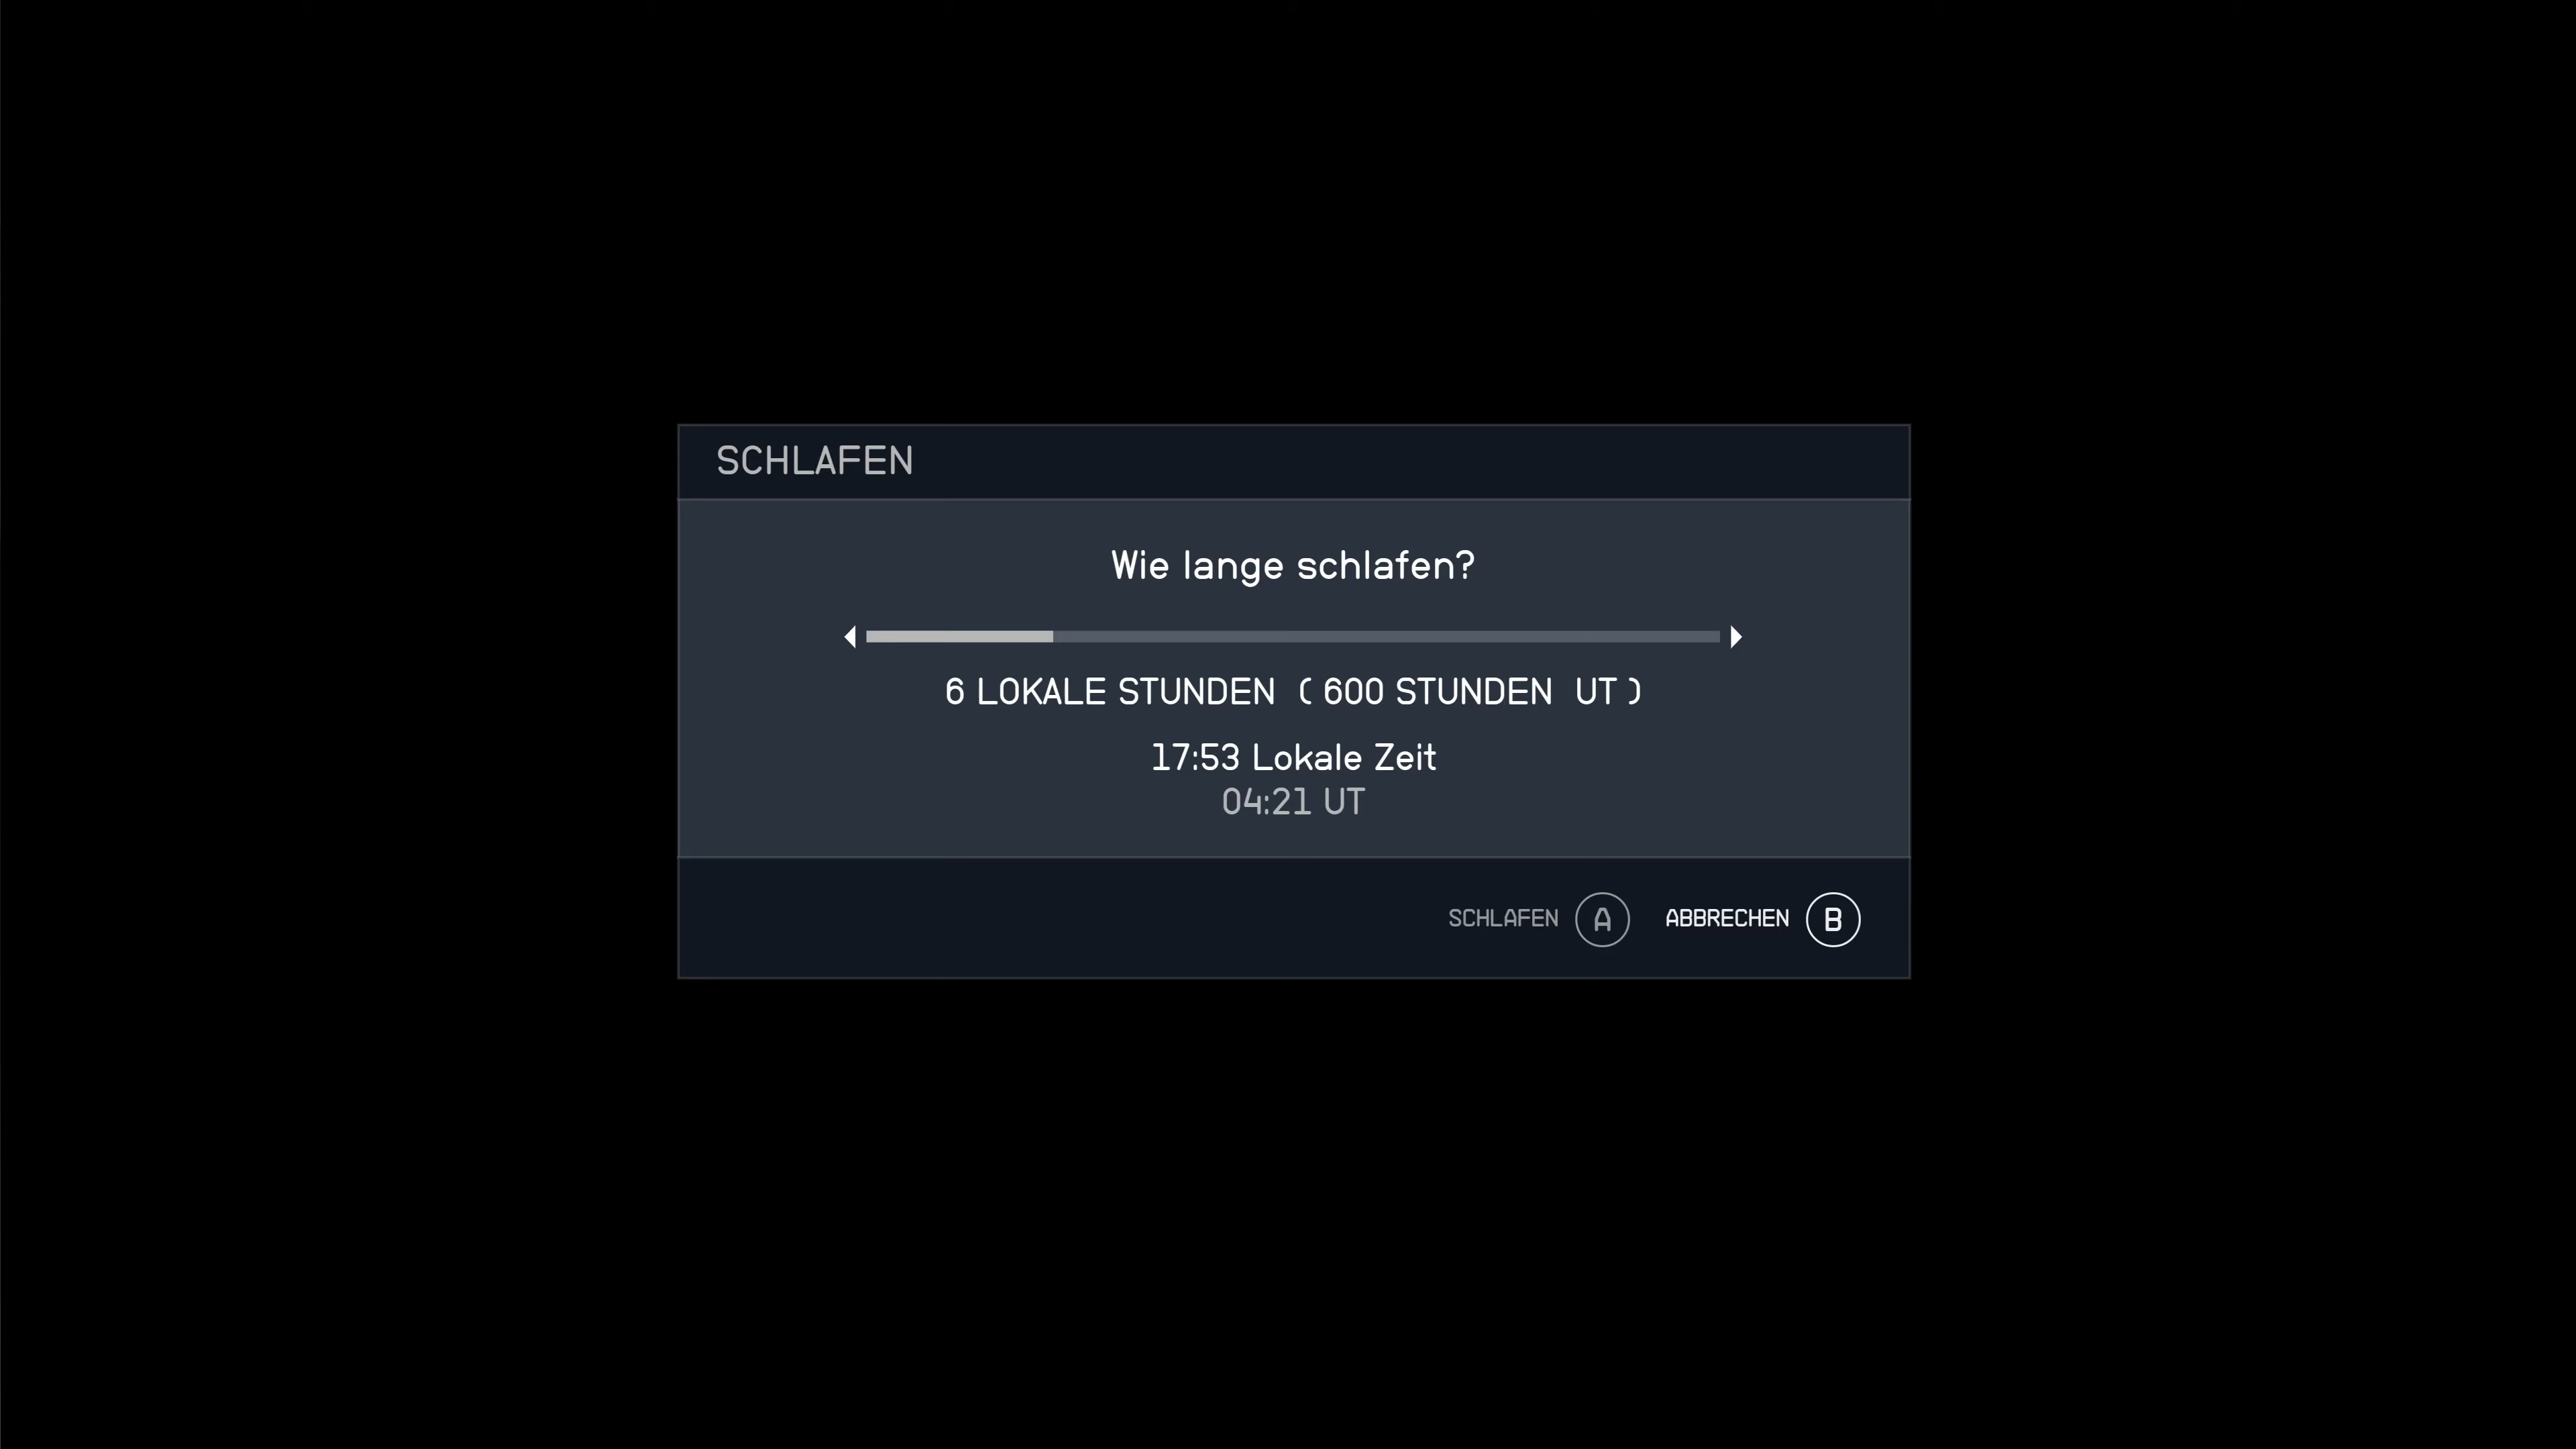 SCHLAFEN
Wie lange schlafen?
6 LOKALE STUNDEN ( 600 STUNDEN UT )
17:53 Lokale Zeit
04:21 UT
SCHLAFEN A ABBRECHEN B